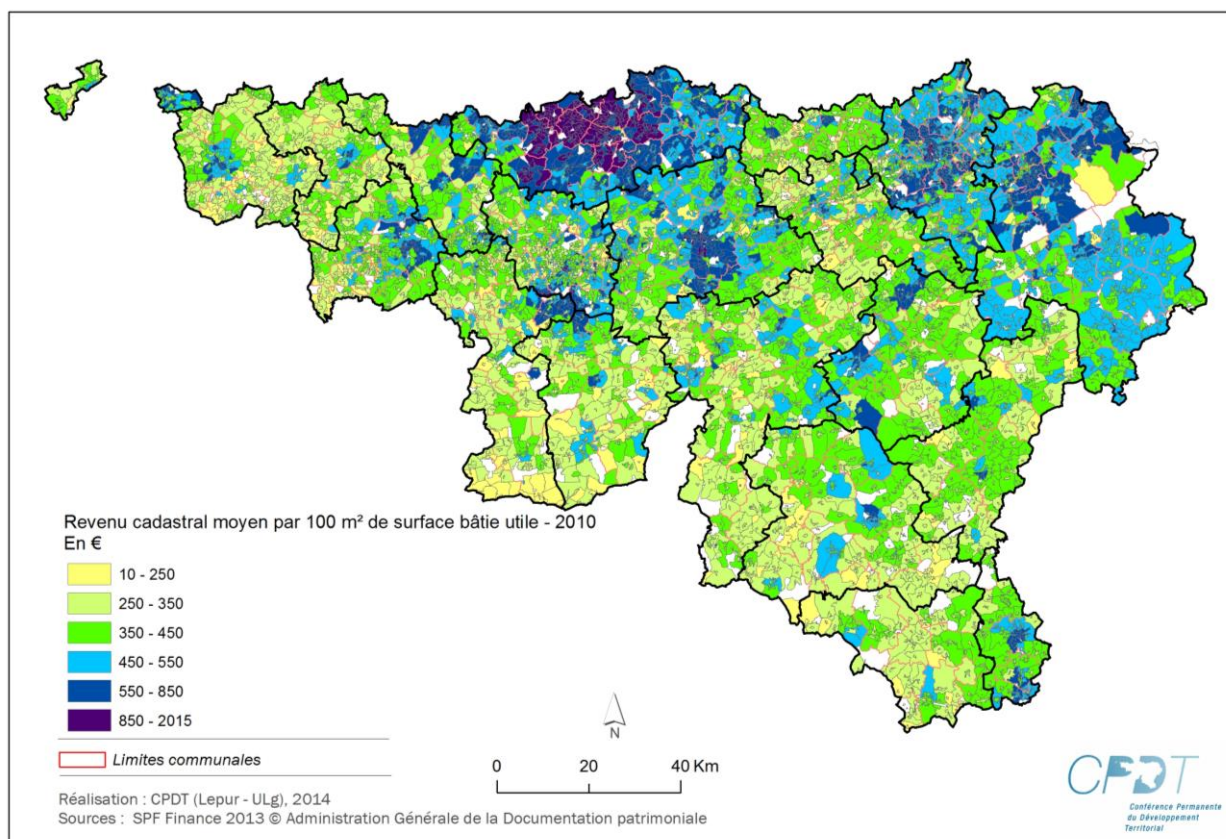 Revenu cadastral moyen par 100 m² de surface bâtie utile - 2010
En €
10 - 250
250 - 350
350 - 450
450 - 550
550 - 850
850 - 2015
Limites communales
Réalisation : CPDT (Lepur - ULg), 2014
Sources : SPF Finance 2013 © Administration Générale de la Documentation patrimoniale
N
0 20 40 Km
CPDT
Conférence Permanente
du Développement
Territorial